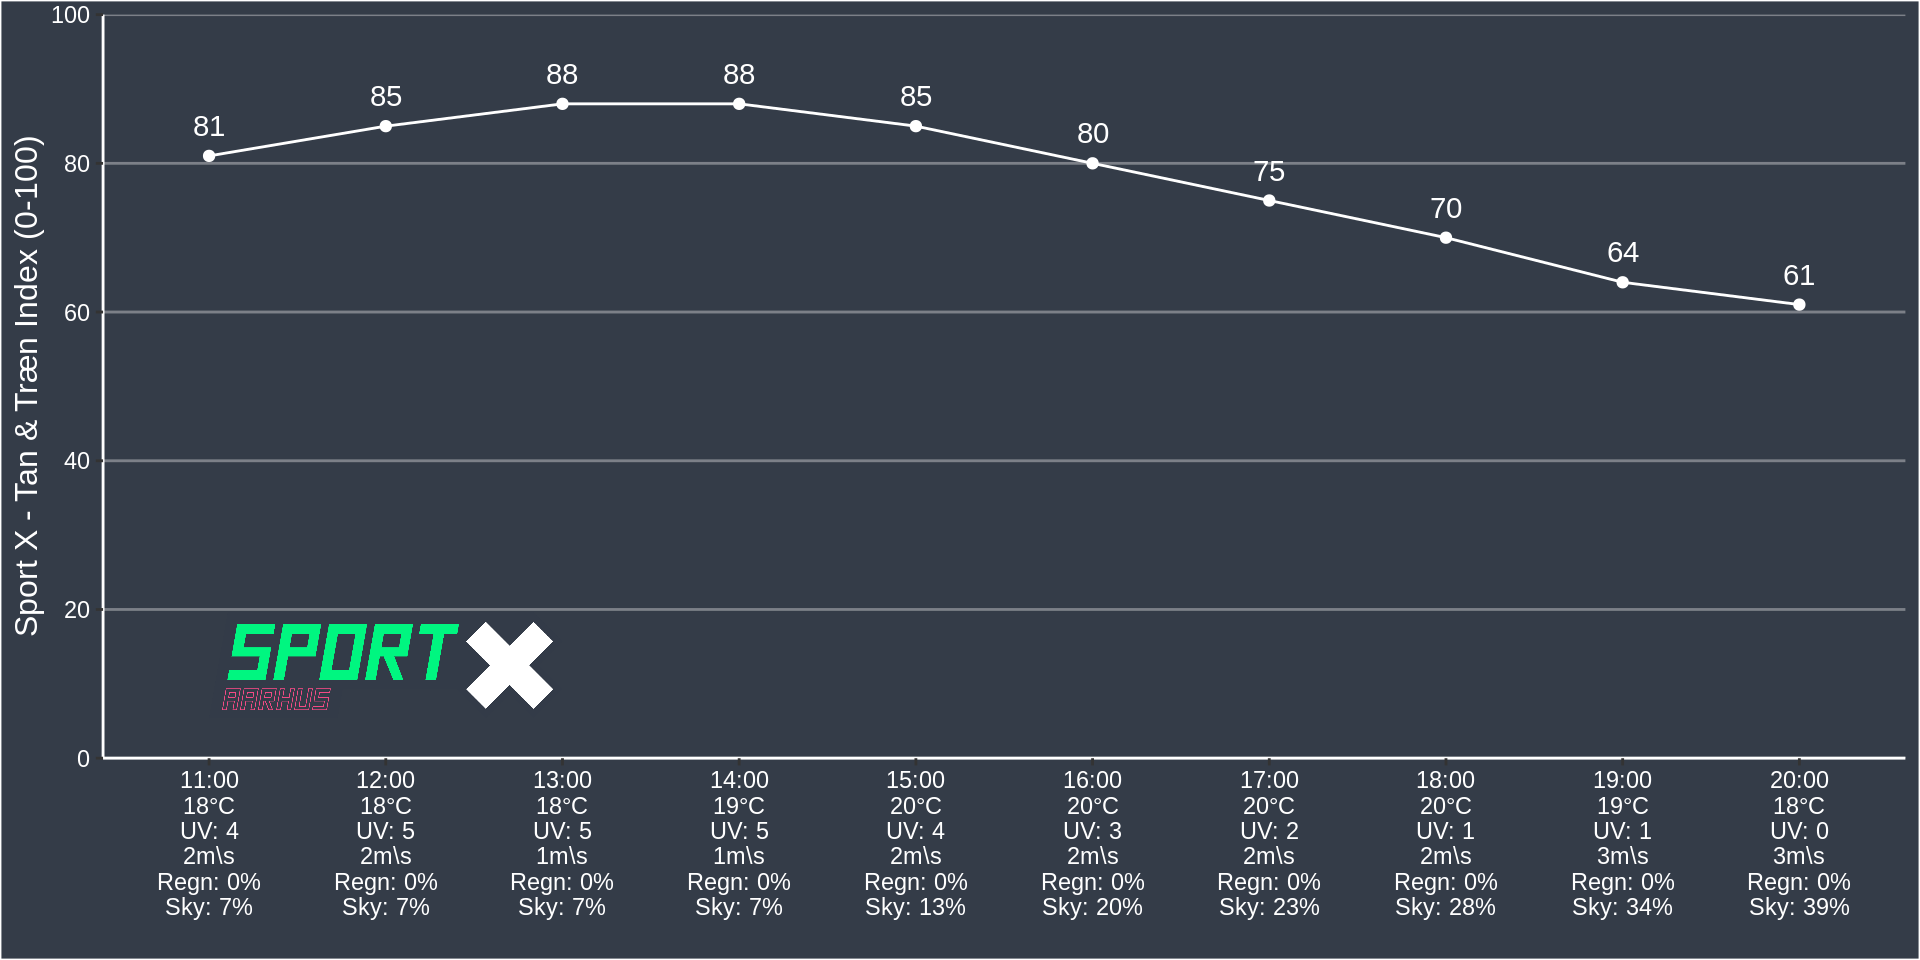 Sport X - Tan & Træn Index (0-100)
100
80
60
40
20
0
81
85
88
88
85
80
75
70
64
61
SPORT X
AARHUS
11:00
18°C
UV: 4
2m\s
Regn: 0%
Sky: 7%
12:00
18°C
UV: 5
2m\s
Regn: 0%
Sky: 7%
13:00
18°C
UV: 5
1m\s
Regn: 0%
Sky: 7%
14:00
19°C
UV: 5
1m\s
Regn: 0%
Sky: 7%
15:00
20°C
UV: 4
2m\s
Regn: 0%
Sky: 13%
16:00
20°C
UV: 3
2m\s
Regn: 0%
Sky: 20%
17:00
20°C
UV: 2
2m\s
Regn: 0%
Sky: 23%
18:00
20°C
UV: 1
2m\s
Regn: 0%
Sky: 28%
19:00
19°C
UV: 1
3m\s
Regn: 0%
Sky: 34%
20:00
18°C
UV: 0
3m\s
Regn: 0%
Sky: 39%